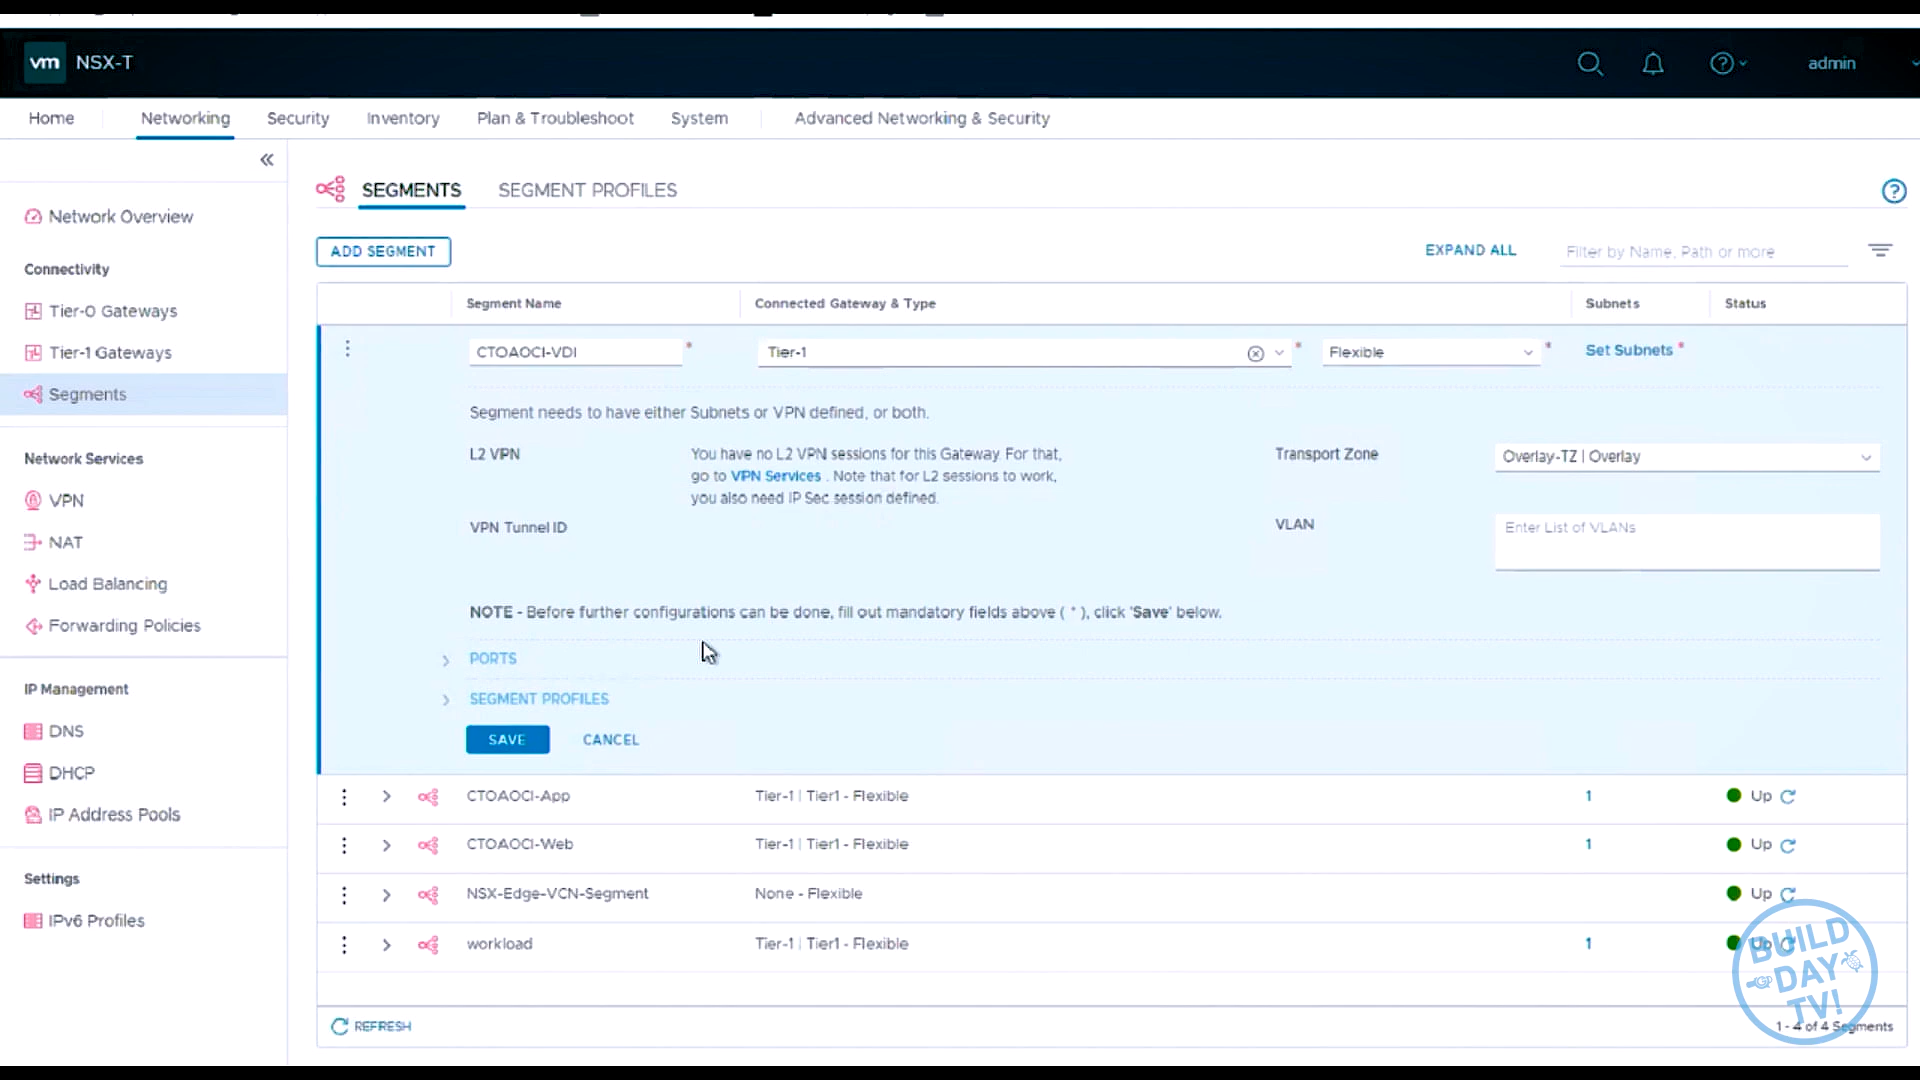 vm NSX-T
admin
Home Networking Security Inventory Plan & Troubleshoot System Advanced Networking & Security
SEGMENTS SEGMENT PROFILES
Network Overview
Connectivity
Tier-0 Gateways
Tier-1 Gateways
Segments
Network Services
VPN
NAT
Load Balancing
Forwarding Policies
IP Management
DNS
DHCP
IP Address Pools
Settings
IPv6 Profiles
ADD SEGMENT EXPAND ALL Filter by Name, Path or more
Segment Name Connected Gateway & Type Subnets Status
CTOAOCI-VDI * Tier-1 * Flexible * Set Subnets *
Segment needs to have either Subnets or VPN defined, or both.
L2 VPN
You have no L2 VPN sessions for this Gateway. For that,
go to VPN Services . Note that for L2 sessions to work,
you also need IP Sec session defined.
Transport Zone Overlay-TZ | Overlay
VPN Tunnel ID
VLAN Enter List of VLANs
NOTE - Before further configurations can be done, fill out mandatory fields above ( * ), click 'Save' below.
PORTS
SEGMENT PROFILES
SAVE CANCEL
CTOAOCI-App Tier-1 | Tier1 - Flexible 1 Up
CTOAOCI-Web Tier-1 | Tier1 - Flexible 1 Up
NSX-Edge-VCN-Segment None - Flexible Up
workload Tier-1 | Tier1 - Flexible 1 Up
REFRESH 1 - 4 of 4 Segments
BUILD
DAY
TV!